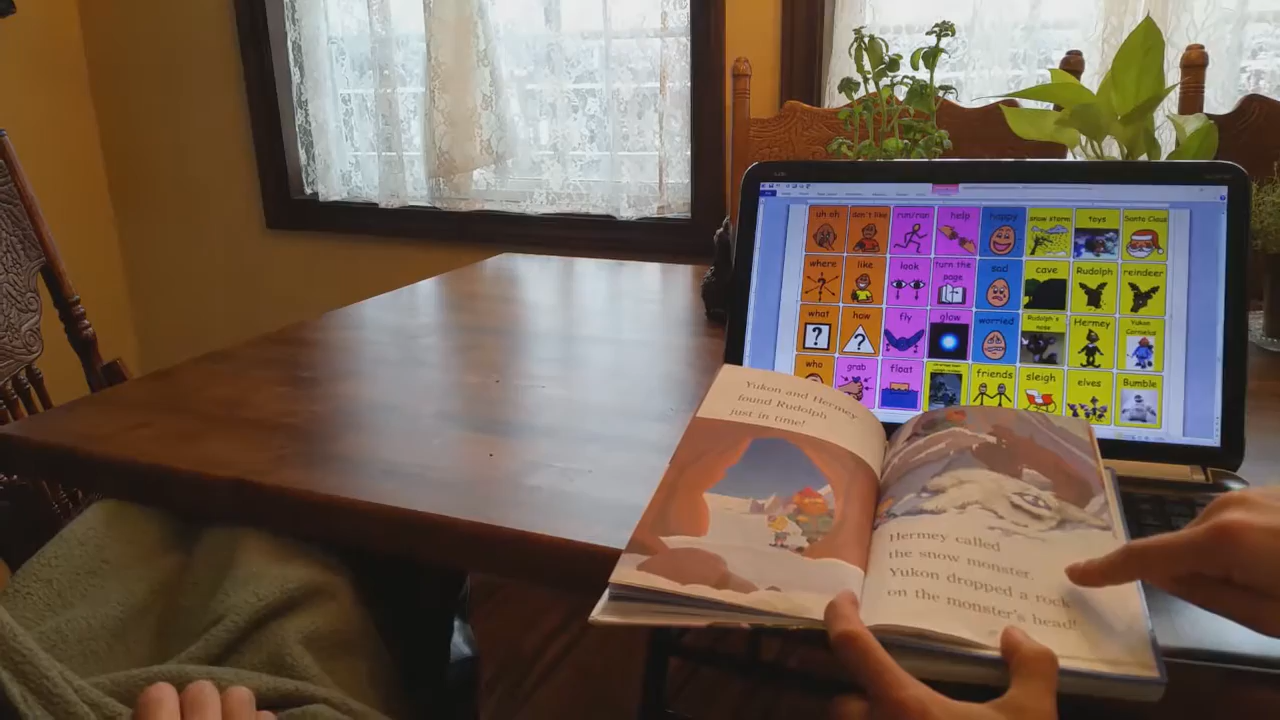 uh oh
don't like
run/ran
help
happy
snow storm
toys
Santa Claus
where
like
look
turn the
page
sad
cave
Rudolph
reindeer
what
?
how
?
fly
glow
worried
Rudolph's
nose
Hermey
Yukon
Cornelius
who
grab
float
friends
sleigh
elves
Bumble
Yukon and Hermey
found Rudolph
just in time!
Hermey called
the snow monster.
Yukon dropped a rock
on the monster's head!